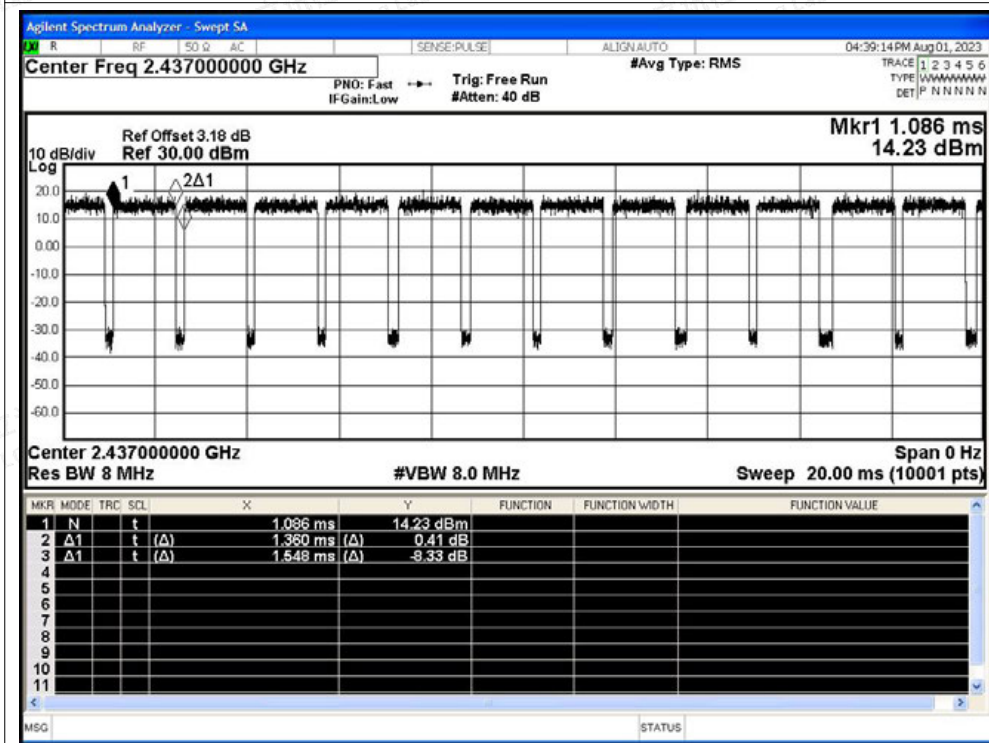 Agilent Spectrum Analyzer - Swept SA
LXI R RF 50 Ω AC SENSE:PULSE ALIGN AUTO 04:39:14 PM Aug 01, 2023
Center Freq 2.437000000 GHz #Avg Type: RMS TRACE 1 2 3 4 5 6
PNO: Fast Trig: Free Run TYPE WWWWWW
IFGain:Low #Atten: 40 dB DET P N N N N N
Mkr1 1.086 ms
14.23 dBm
Ref Offset 3.18 dB
10 dB/div Ref 30.00 dBm
Log
1 2Δ1
20.0
10.0
0.00
-10.0
-20.0
-30.0
-40.0
-50.0
-60.0
Center 2.437000000 GHz Span 0 Hz
Res BW 8 MHz #VBW 8.0 MHz Sweep 20.00 ms (10001 pts)
MKR MODE TRC SCL X Y FUNCTION FUNCTION WIDTH FUNCTION VALUE
1 N t 1.086 ms 14.23 dBm
2 Δ1 t (Δ) 1.360 ms (Δ) 0.41 dB
3 Δ1 t (Δ) 1.548 ms (Δ) -8.33 dB
4
5
6
7
8
9
10
11
MSG STATUS